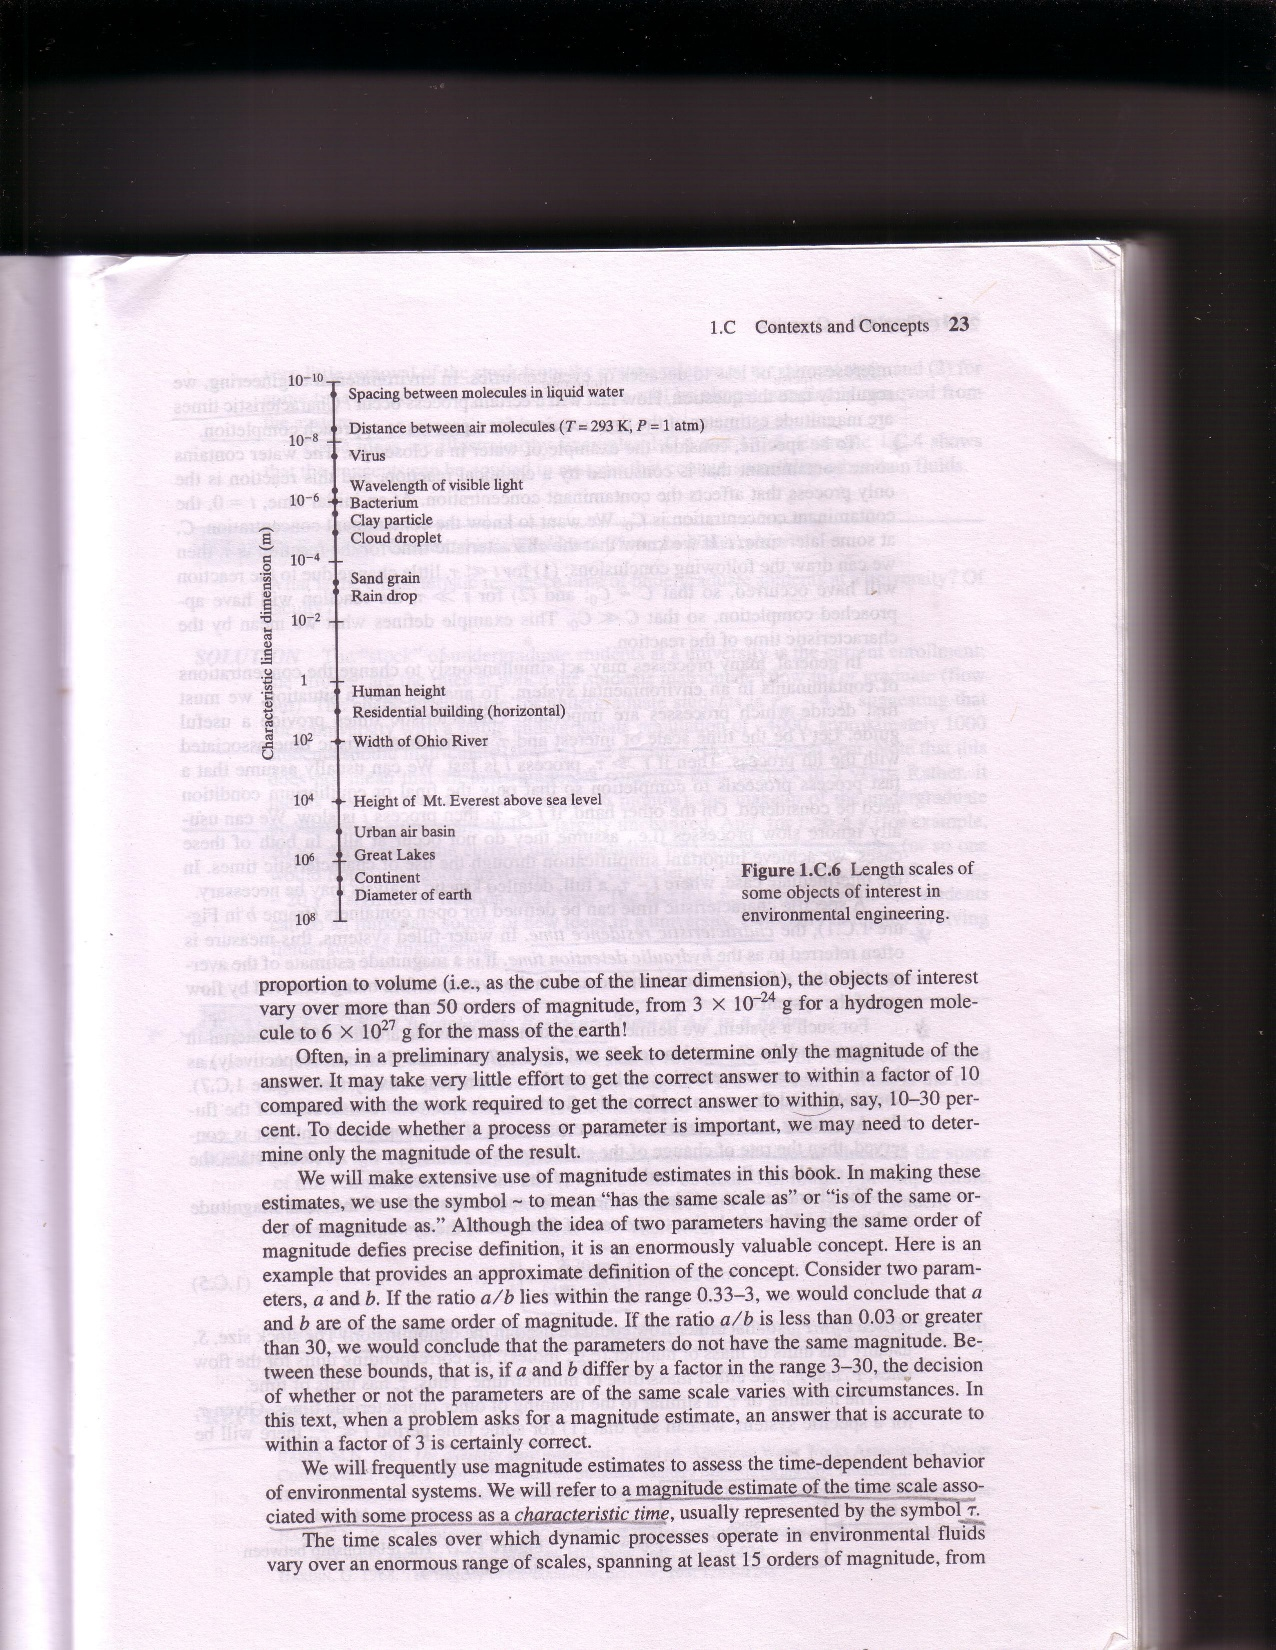 1.C Contexts and Concepts 23
10⁻¹⁰
Spacing between molecules in liquid water
Distance between air molecules (T = 293 K, P = 1 atm)
10⁻⁸
Virus
Wavelength of visible light
10⁻⁶
Bacterium
Clay particle
Cloud droplet
10⁻⁴
Sand grain
Rain drop
10⁻²
1
Human height
Residential building (horizontal)
10²
Width of Ohio River
10⁴
Height of Mt. Everest above sea level
Urban air basin
10⁶
Great Lakes
Continent
Diameter of earth
10⁸
Characteristic linear dimension (m)
Figure 1.C.6 Length scales of
some objects of interest in
environmental engineering.
proportion to volume (i.e., as the cube of the linear dimension), the objects of interest
vary over more than 50 orders of magnitude, from 3 × 10⁻²⁴ g for a hydrogen mole-
cule to 6 × 10²⁷ g for the mass of the earth!
Often, in a preliminary analysis, we seek to determine only the magnitude of the
answer. It may take very little effort to get the correct answer to within a factor of 10
compared with the work required to get the correct answer to within, say, 10–30 per-
cent. To decide whether a process or parameter is important, we may need to deter-
mine only the magnitude of the result.
We will make extensive use of magnitude estimates in this book. In making these
estimates, we use the symbol ~ to mean “has the same scale as” or “is of the same or-
der of magnitude as.” Although the idea of two parameters having the same order of
magnitude defies precise definition, it is an enormously valuable concept. Here is an
example that provides an approximate definition of the concept. Consider two param-
eters, a and b. If the ratio a/b lies within the range 0.33–3, we would conclude that a
and b are of the same order of magnitude. If the ratio a/b is less than 0.03 or greater
than 30, we would conclude that the parameters do not have the same magnitude. Be-
tween these bounds, that is, if a and b differ by a factor in the range 3–30, the decision
of whether or not the parameters are of the same scale varies with circumstances. In
this text, when a problem asks for a magnitude estimate, an answer that is accurate to
within a factor of 3 is certainly correct.
We will frequently use magnitude estimates to assess the time-dependent behavior
of environmental systems. We will refer to a magnitude estimate of the time scale asso-
ciated with some process as a characteristic time, usually represented by the symbol τ.
The time scales over which dynamic processes operate in environmental fluids
vary over an enormous range of scales, spanning at least 15 orders of magnitude, from